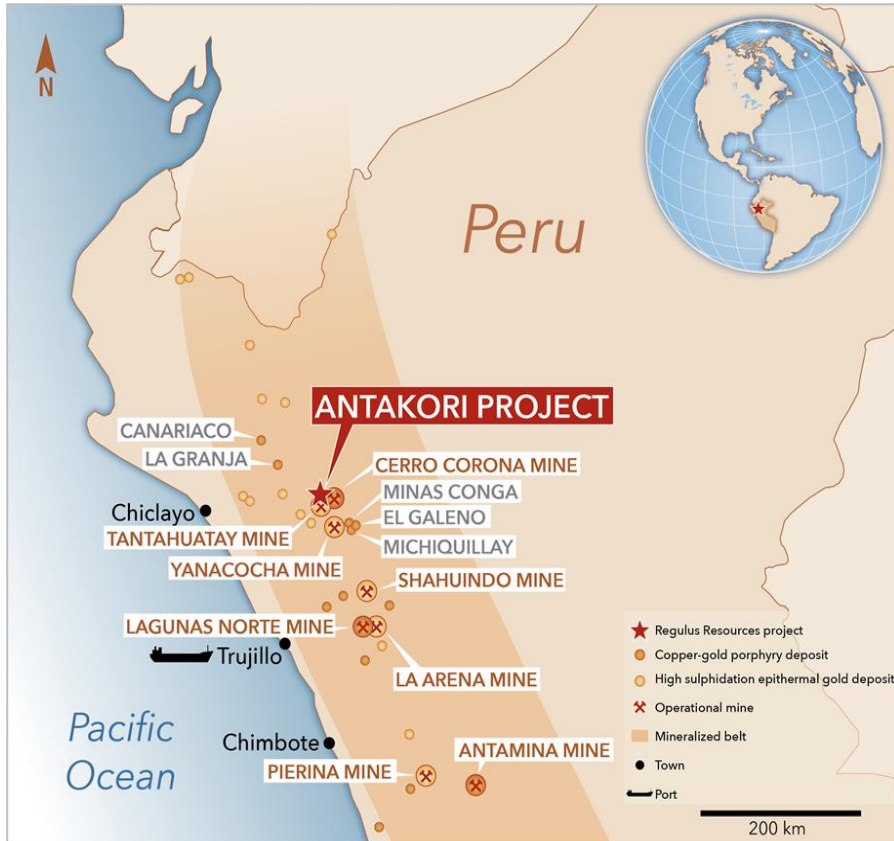 N
Peru
ANTAKORI PROJECT
CANARIACO
LA GRANJA
CERRO CORONA MINE
MINAS CONGA
EL GALENO
MICHIQUILLAY
Chiclayo
TANTAHUATAY MINE
YANACOCHA MINE
SHAHUINDO MINE
LAGUNAS NORTE MINE
Trujillo
LA ARENA MINE
Pacific
Ocean
Chimbote
PIERINA MINE
ANTAMINA MINE
Regulus Resources project
Copper-gold porphyry deposit
High sulphidation epithermal gold deposit
Operational mine
Mineralized belt
Town
Port
200 km